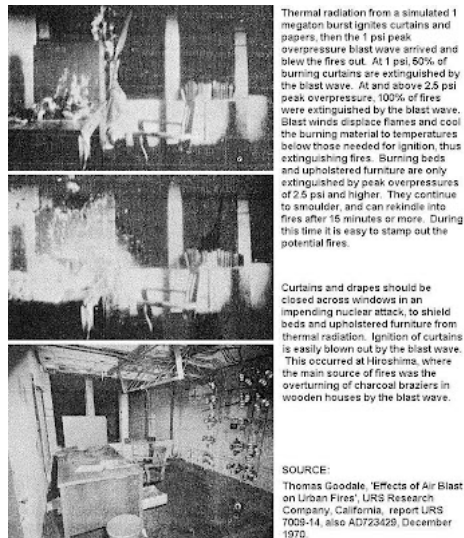 Thermal radiation from a simulated 1
megaton burst ignites curtains and
papers, then the 1 psi peak
overpressure blast wave arrived and
blew the fires out. At 1 psi, 50% of
burning curtains are extinguished by
the blast wave. At and above 2.5 psi
peak overpressure, 100% of fires
were extinguished by the blast wave.
Blast winds displace flames and cool
the burning material to temperatures
below those needed for ignition, thus
extinguishing fires. Burning beds
and upholstered furniture are only
extinguished by peak overpressures
of 2.5 psi and higher. They continue
to smoulder, and can rekindle into
fires after 15 minutes or more. During
this time it is easy to stamp out the
potential fires.
Curtains and drapes should be
closed across windows in an
impending nuclear attack, to shield
beds and upholstered furniture from
thermal radiation. Ignition of curtains
is easily blown out by the blast wave.
This occurred at Hiroshima, where
the main source of fires was the
overturning of charcoal braziers in
wooden houses by the blast wave.
SOURCE:
Thomas Goodale, 'Effects of Air Blast
on Urban Fires', URS Research
Company, California, report URS
7009-14, also AD723429, December
1970.